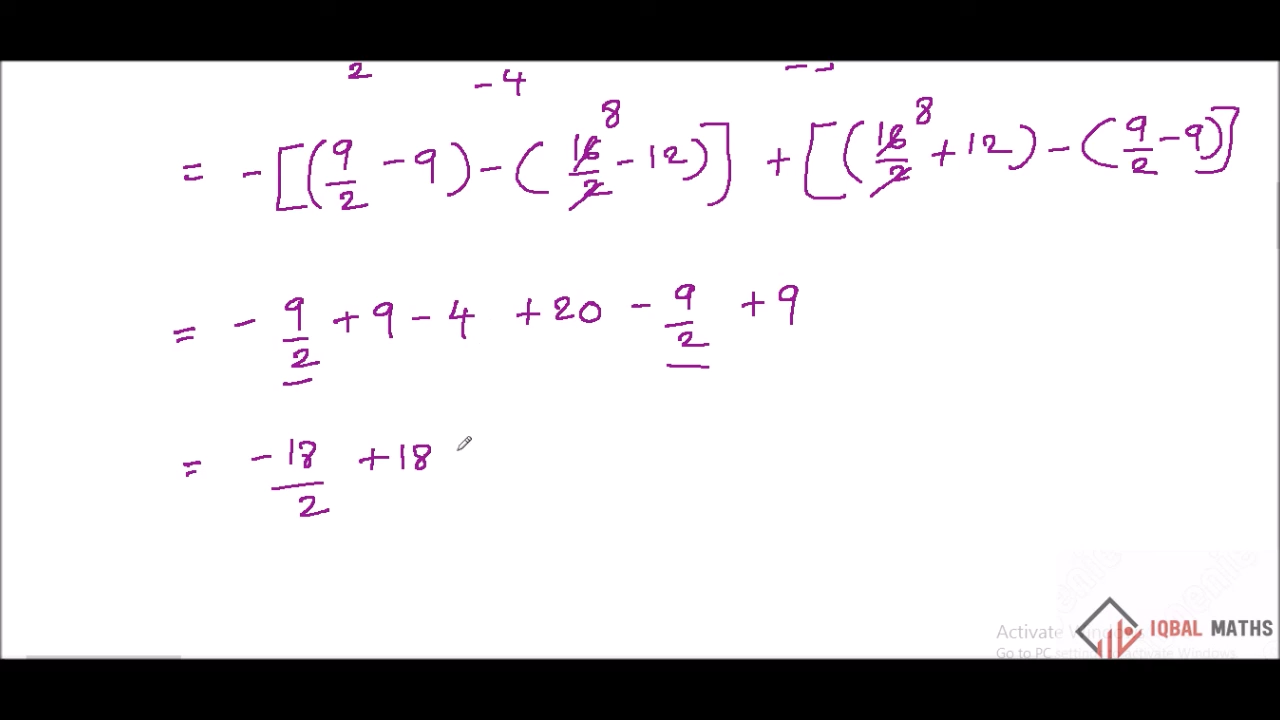 2 -4
= -[(9/2 - 9) - (16/2 8 - 12)] + [(16/2 8 + 12) - (9/2 - 9)]
= - 9/2 + 9 - 4 + 20 - 9/2 + 9
= -18/2 + 18
Activate Windows
Go to PC settings to Activate Windows.
IQBAL MATHS